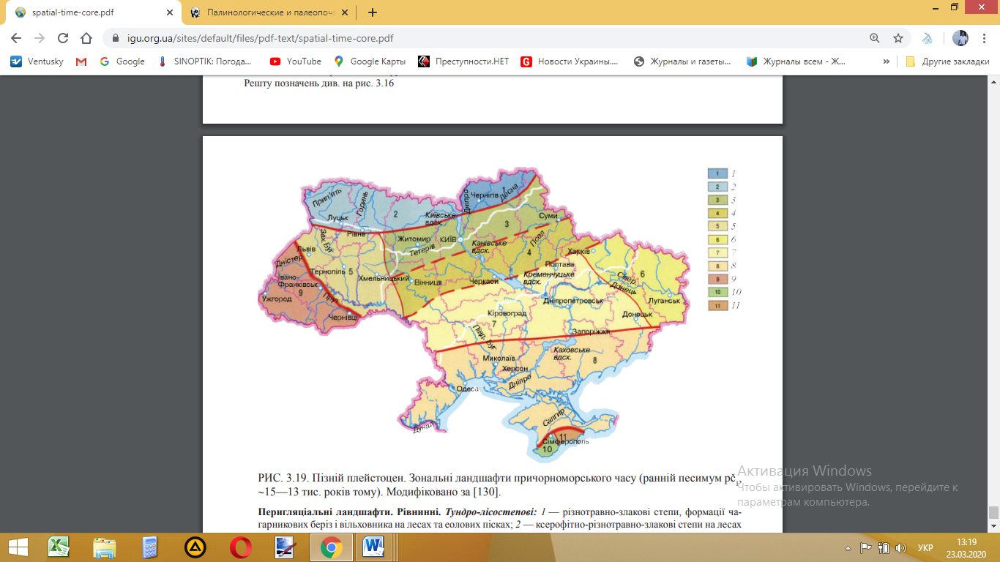 spatial-time-core.pdf
Палинологические и палеопоч
igu.org.ua/sites/default/files/pdf-text/spatial-time-core.pdf
Ventusky
Google
SINOPTIK: Погода...
YouTube
Google Карты
Преступности.НЕТ
Новости Украины....
Журналы и газеты...
Журналы всем - Ж...
»
Другие закладки
Решту позначень див. на рис. 3.16
Прип'ять
Горинь
2
Луцьк
Рівне
Київське
вдсх.
Дніпро
Чернігів
1
Десна
3
Суми
Житомир
КИЇВ
Тетерів
Канівське
вдсх.
Псел
4
Харків
Зах. Буг
Львів
Дністер
Тернопіль
5
Хмельницький
Вінниця
Черкаси
Полтава
Кременчуцьке
вдсх.
6
Сівер.
Донець
Луганськ
Івано-
Франківськ
9
Ужгород
Прут
Чернівці
Дніпропетровськ
Кіровоград
7
Донецьк
Півд. Буг
Запоріжжя
Каховське
вдсх.
8
Миколаїв
Херсон
Дніпро
Одеса
Дунай
Салгир
11
Сімферополь
10
1 1
2 2
3 3
4 4
5 5
6 6
7 7
8 8
9 9
10 10
11 11
РИС. 3.19. Пізній плейстоцен. Зональні ландшафти причорноморського часу (ранній песимум pč1,
~15—13 тис. років тому). Модифіковано за [130].
Перигляціальні ландшафти. Рівнинні. Тундро-лісостепові: 1 — різнотравно-злакові степи, формації ча-
гарникових беріз і вільховника на лесах та еолових пісках; 2 — ксерофітно-різнотравно-злакові степи на лесах
Активация Windows
Чтобы активировать Windows, перейдите к
параметрам компьютера.
УКР
13:19
23.03.2020